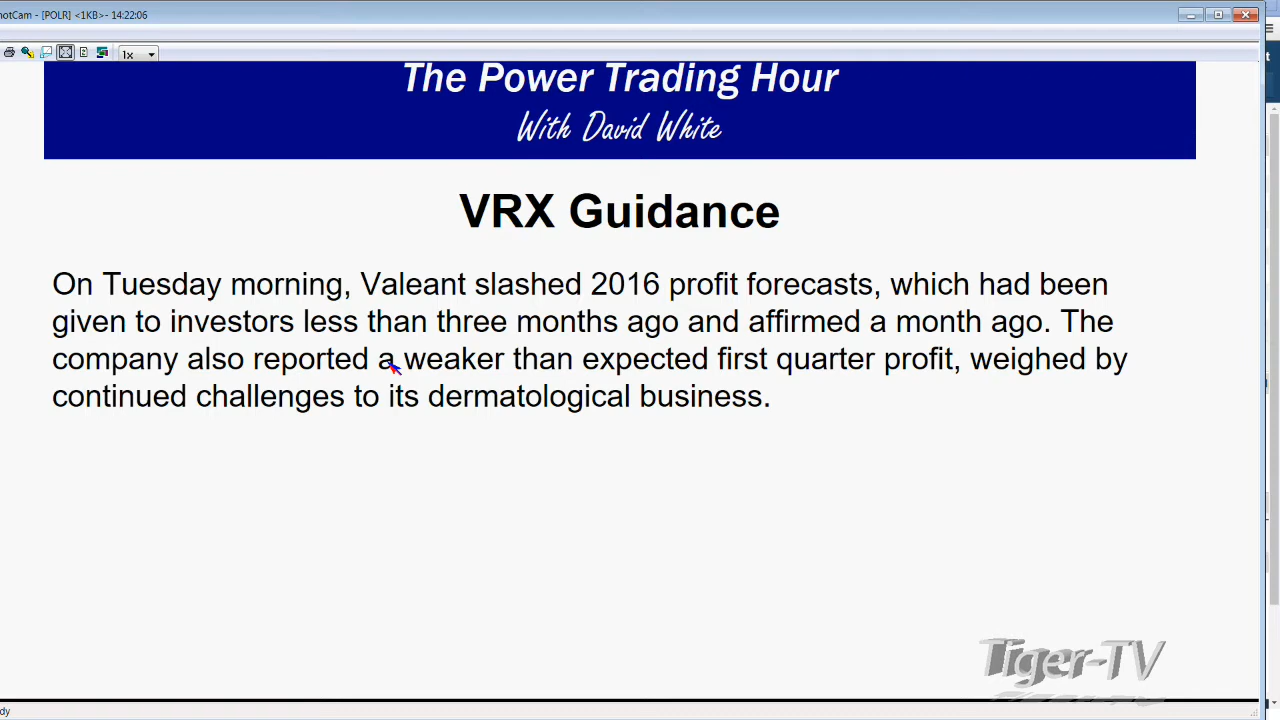 notCam - [POLR] <1KB>- 14:22:06
1x
The Power Trading Hour
With David White
VRX Guidance
On Tuesday morning, Valeant slashed 2016 profit forecasts, which had been
given to investors less than three months ago and affirmed a month ago. The
company also reported a weaker than expected first quarter profit, weighed by
continued challenges to its dermatological business.
Tiger-TV
dy